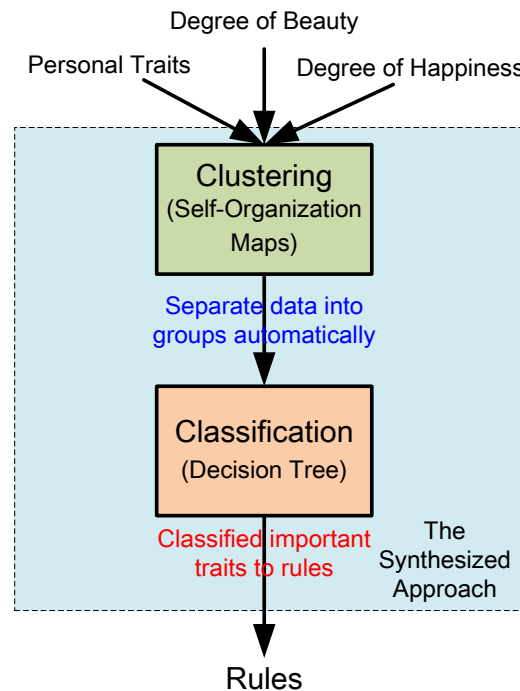 Degree of Beauty
Personal Traits
Degree of Happiness
Clustering
(Self-Organization
Maps)
Separate data into
groups automatically
Classification
(Decision Tree)
Classified important
traits to rules
The
Synthesized
Approach
Rules